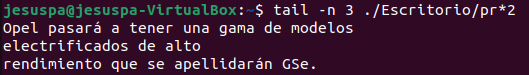 jesuspa@jesuspa-VirtualBox:~$ tail -n 3 ./Escritorio/pr*2
Opel pasará a tener una gama de modelos
electrificados de alto
rendimiento que se apellidarán GSe.